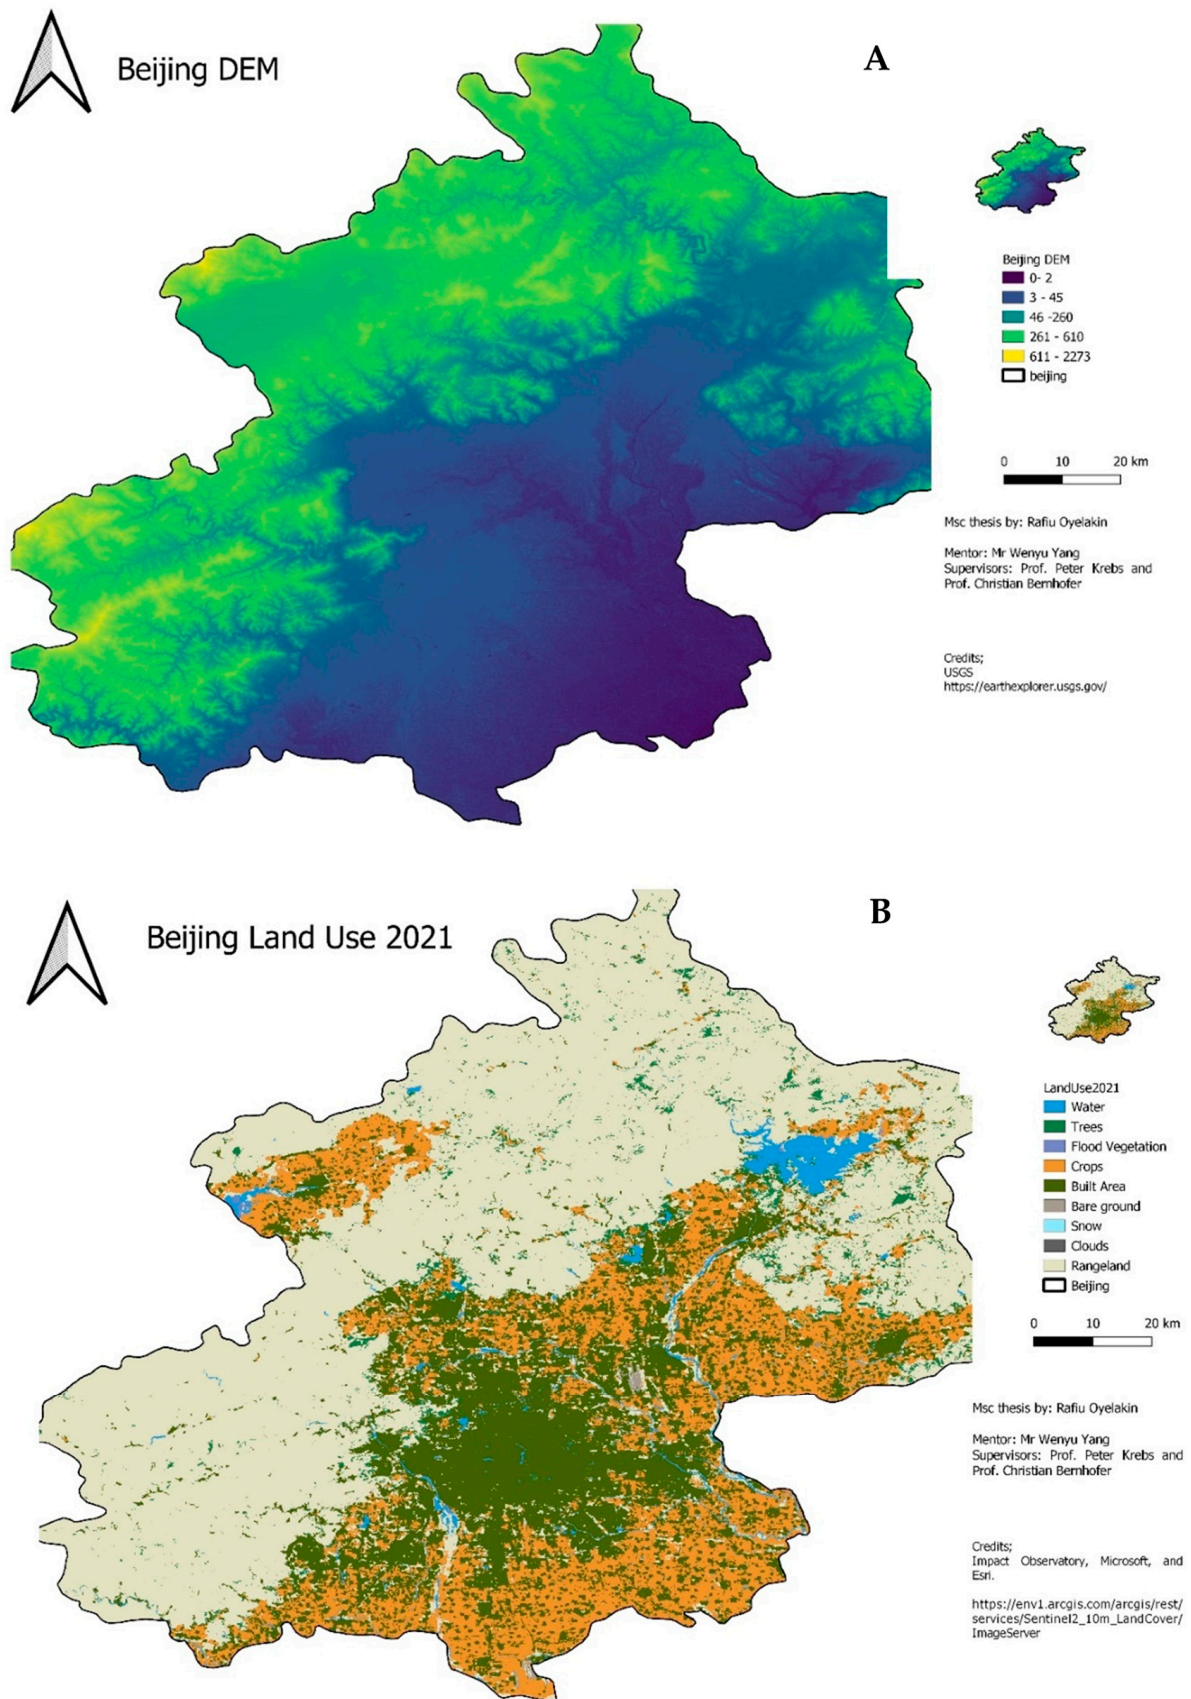 Beijing DEM
A
Beijing DEM
0- 2
3 - 45
46 -260
261 - 610
611 - 2273
beijing
0 10 20 km
Msc thesis by: Rafiu Oyelakin
Mentor: Mr Wenyu Yang
Supervisors: Prof. Peter Krebs and
Prof. Christian Bernhofer
Credits;
USGS
https://earthexplorer.usgs.gov/
Beijing Land Use 2021
B
LandUse2021
Water
Trees
Flood Vegetation
Crops
Built Area
Bare ground
Snow
Clouds
Rangeland
Beijing
0 10 20 km
Msc thesis by: Rafiu Oyelakin
Mentor: Mr Wenyu Yang
Supervisors: Prof. Peter Krebs and
Prof. Christian Bernhofer
Credits;
Impact Observatory, Microsoft, and
Esri.
https://env1.arcgis.com/arcgis/rest/
services/Sentinel2_10m_LandCover/
ImageServer